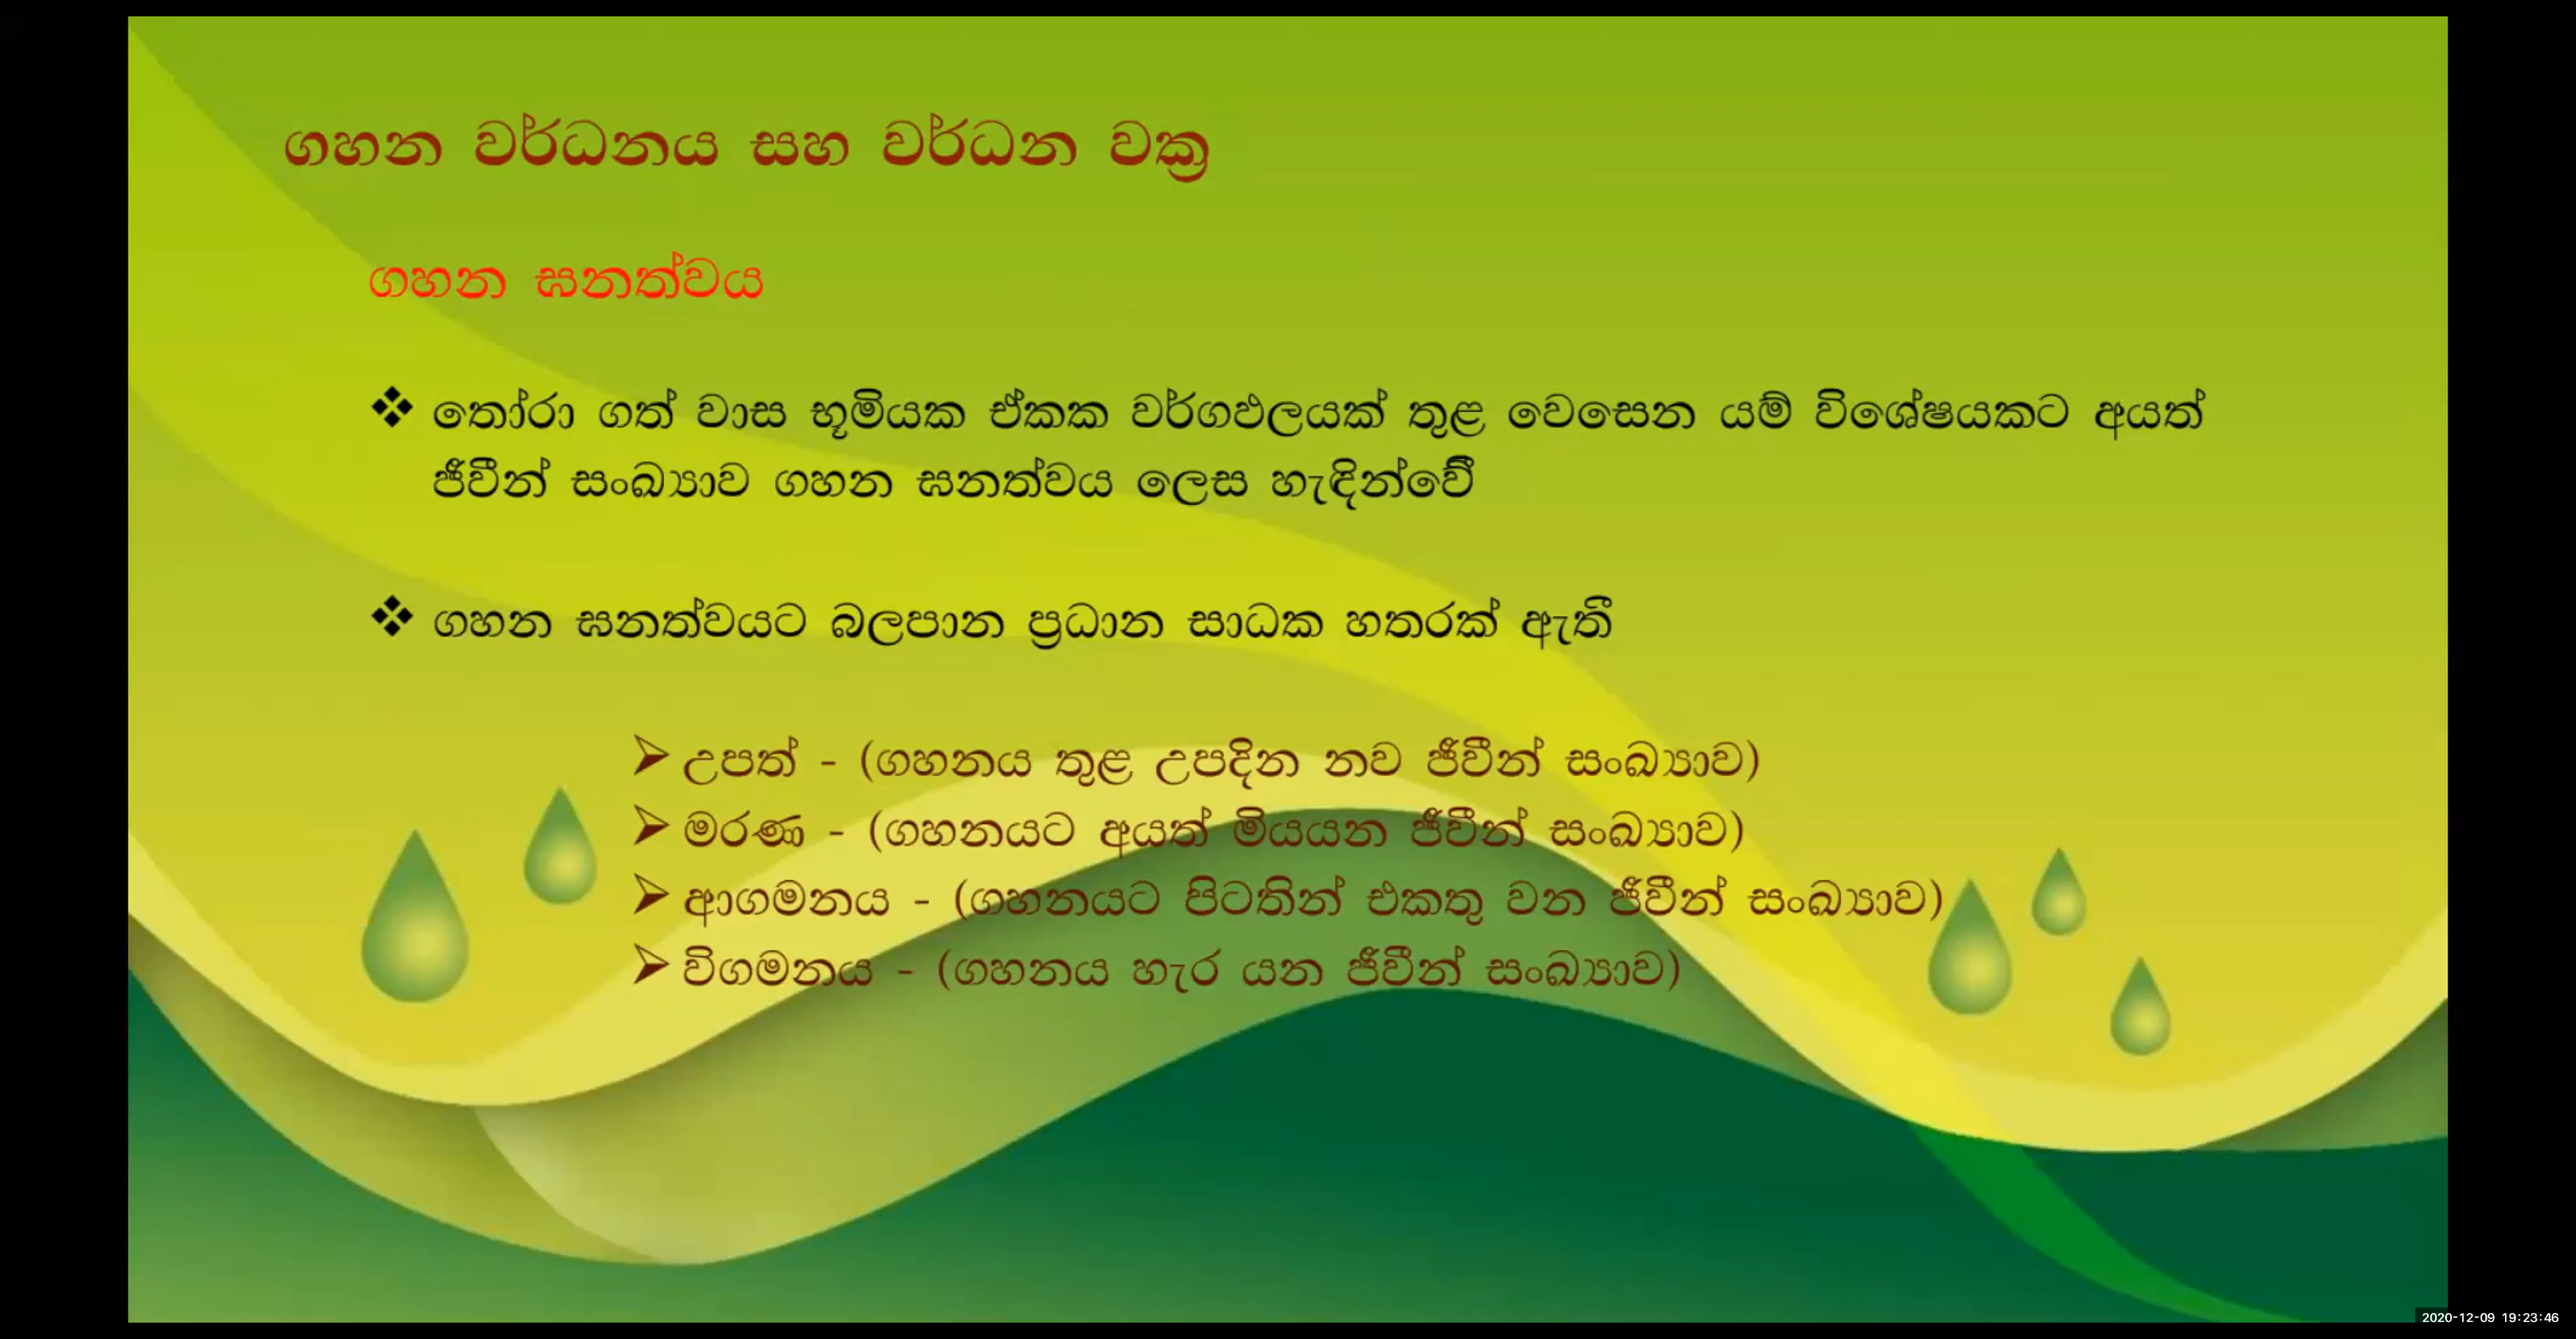 ගහන වර්ධනය සහ වර්ධන වක්‍ර
ගහන ඝනත්වය
❖ තෝරා ගත් වාස භූමියක ඒකක වර්ගඵලයක් තුළ වෙසෙන යම් විශේෂයකට අයත්
ජීවීන් සංඛ්‍යාව ගහන ඝනත්වය ලෙස හැඳින්වේී
❖ ගහන ඝනත්වයට බලපාන ප්‍රධාන සාධක හතරක් ඇතී
➢ උපත් - (ගහනය තුළ උපදින නව ජීවීන් සංඛ්‍යාව)
➢ මරණ - (ගහනයට අයත් මියයන ජීවීන් සංඛ්‍යාව)
➢ ආගමනය - (ගහනයට පිටතින් එකතු වන ජීවීන් සංඛ්‍යාව)
➢ විගමනය - (ගහනය හැර යන ජීවීන් සංඛ්‍යාව)
2020-12-09 19:23:46